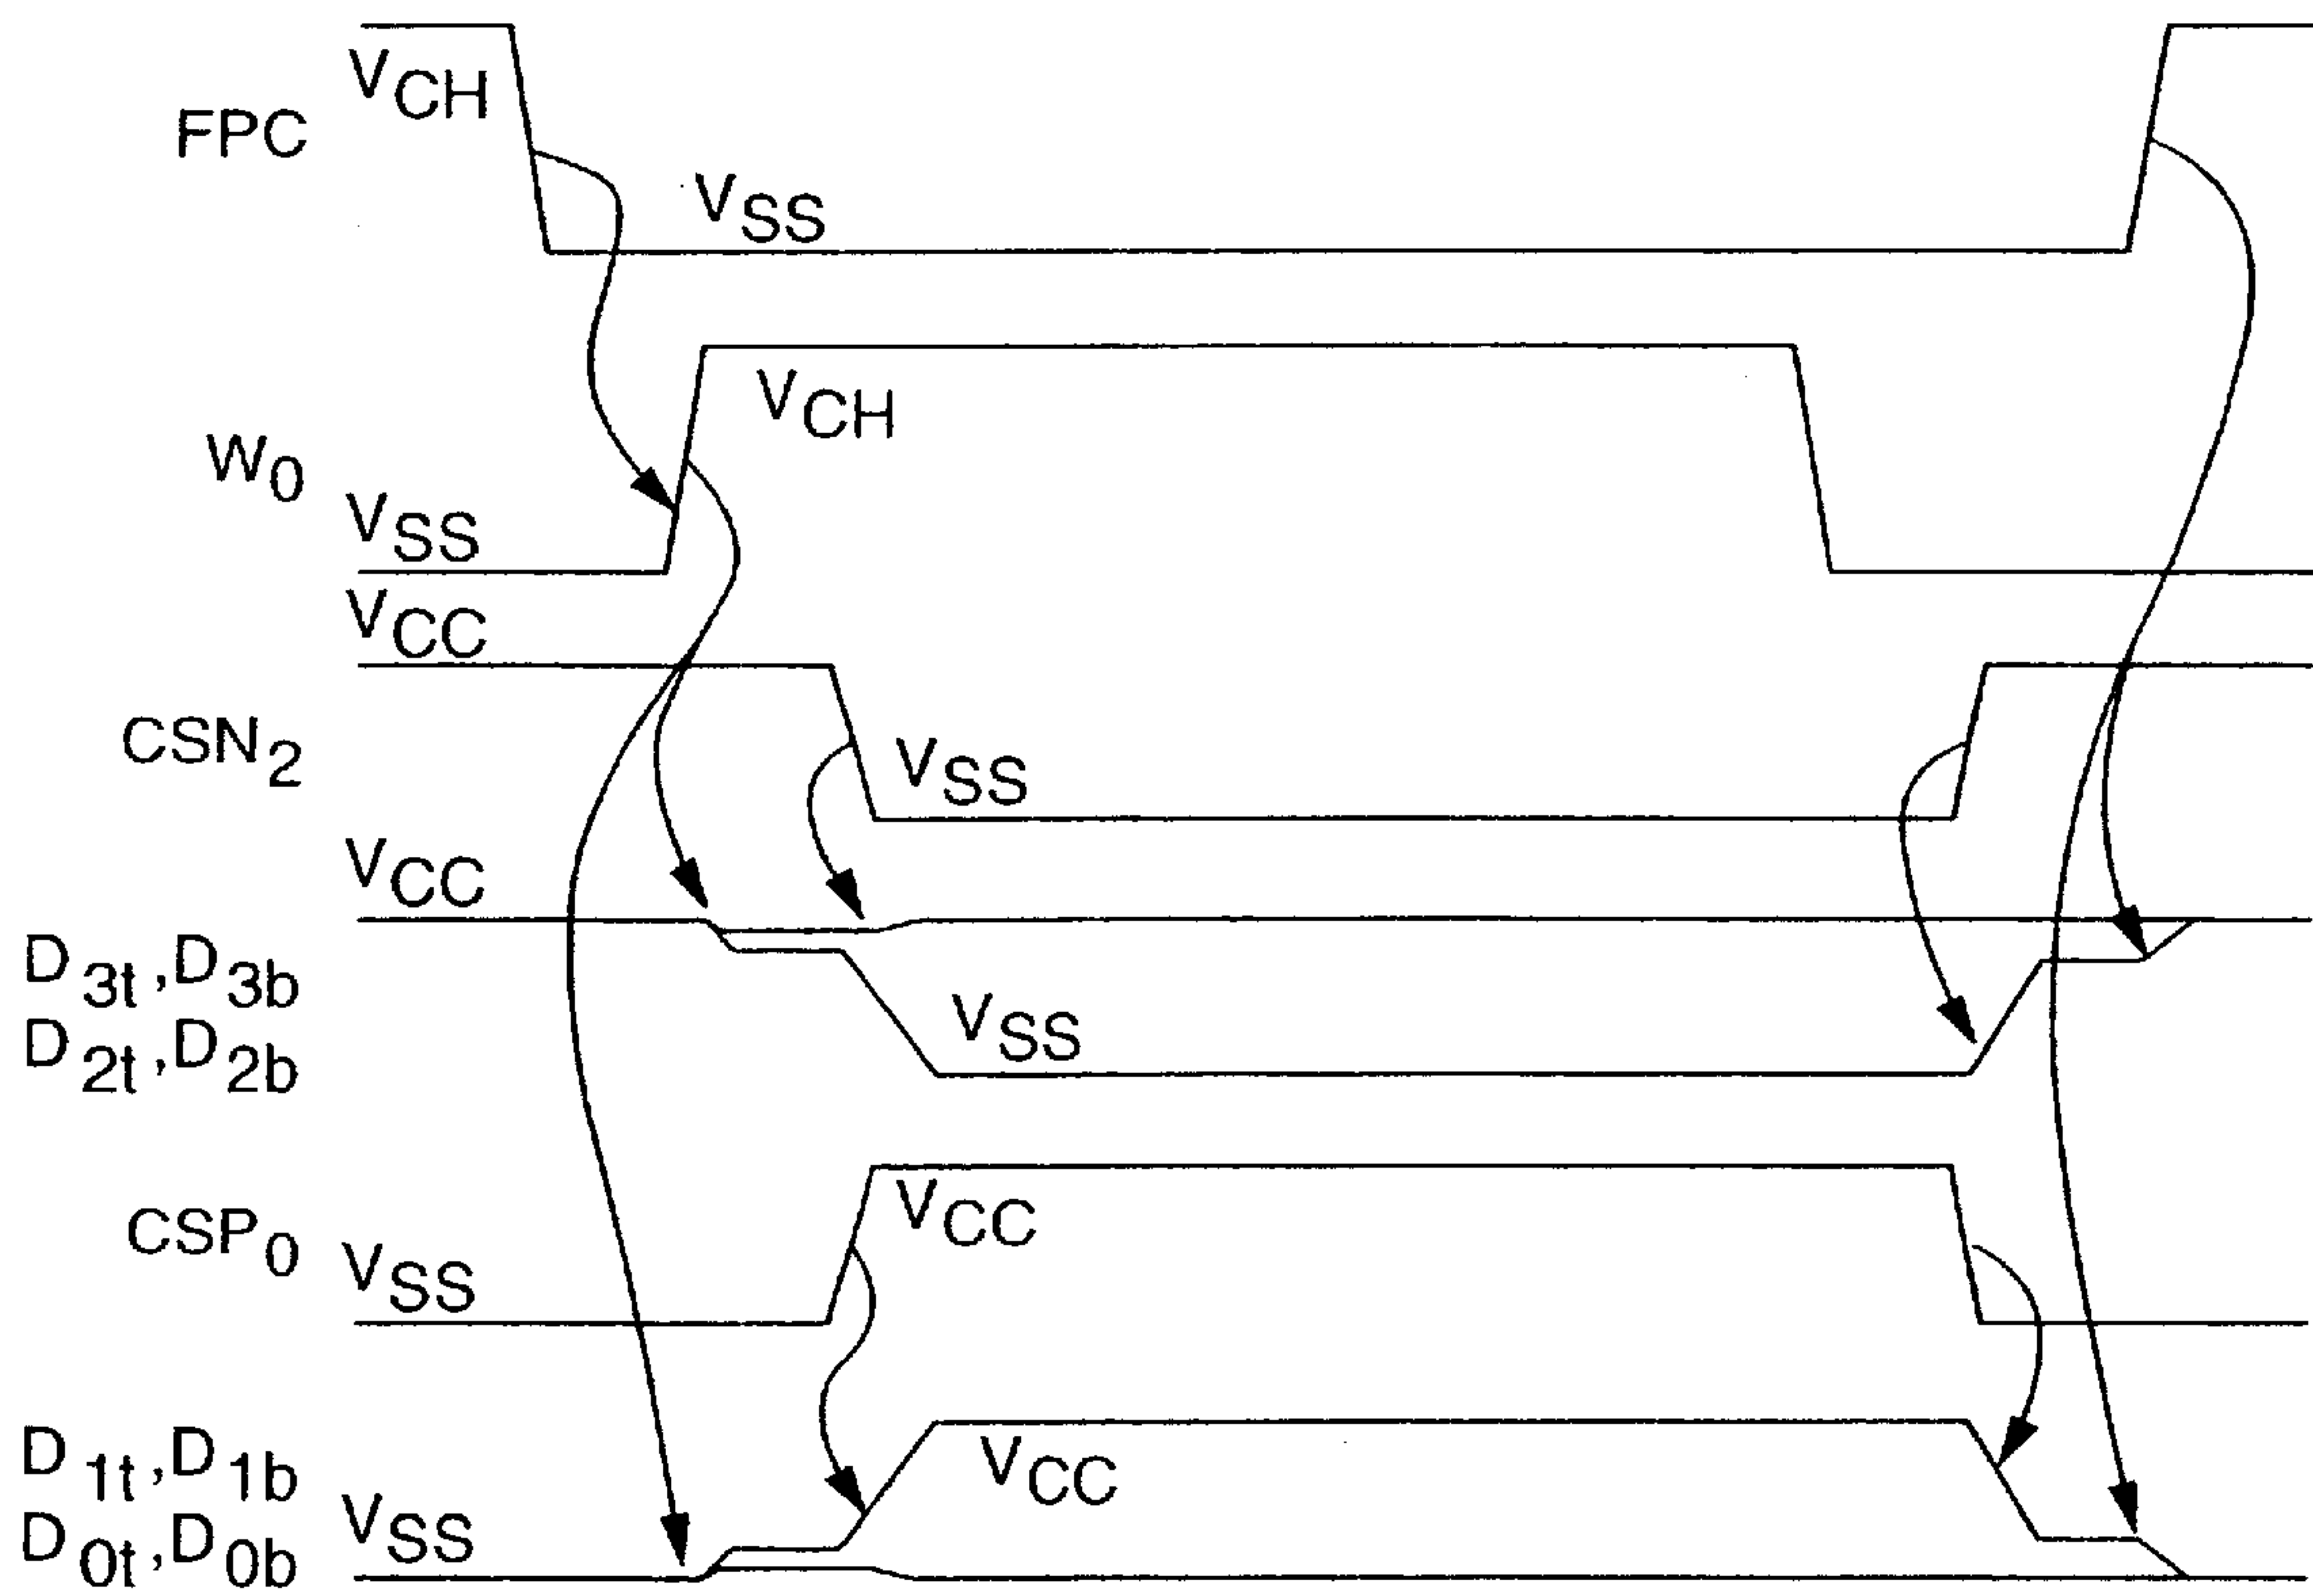 VCH
FPC
VSS
VCH
W0
VSS
VCC
CSN2
VSS
VCC
D3t,D3b
D2t,D2b
VSS
CSP0
VCC
VSS
D1t,D1b
VCC
D0t,D0b
VSS